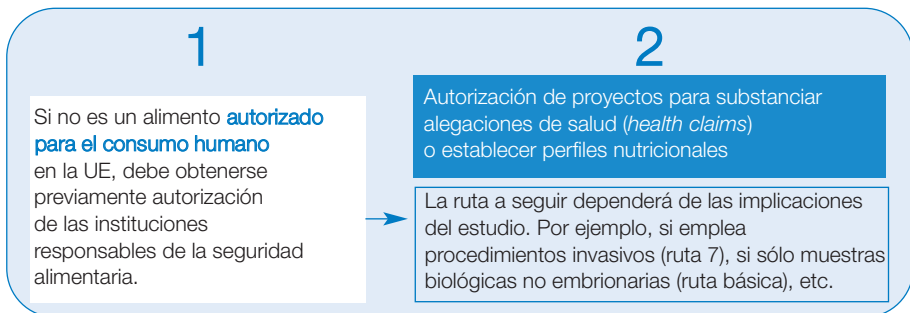 1
Si no es un alimento autorizado
para el consumo humano
en la UE, debe obtenerse
previamente autorización
de las instituciones
responsables de la seguridad
alimentaria.
2
Autorización de proyectos para substanciar
alegaciones de salud (health claims)
o establecer perfiles nutricionales
La ruta a seguir dependerá de las implicaciones
del estudio. Por ejemplo, si emplea
procedimientos invasivos (ruta 7), si sólo muestras
biológicas no embrionarias (ruta básica), etc.